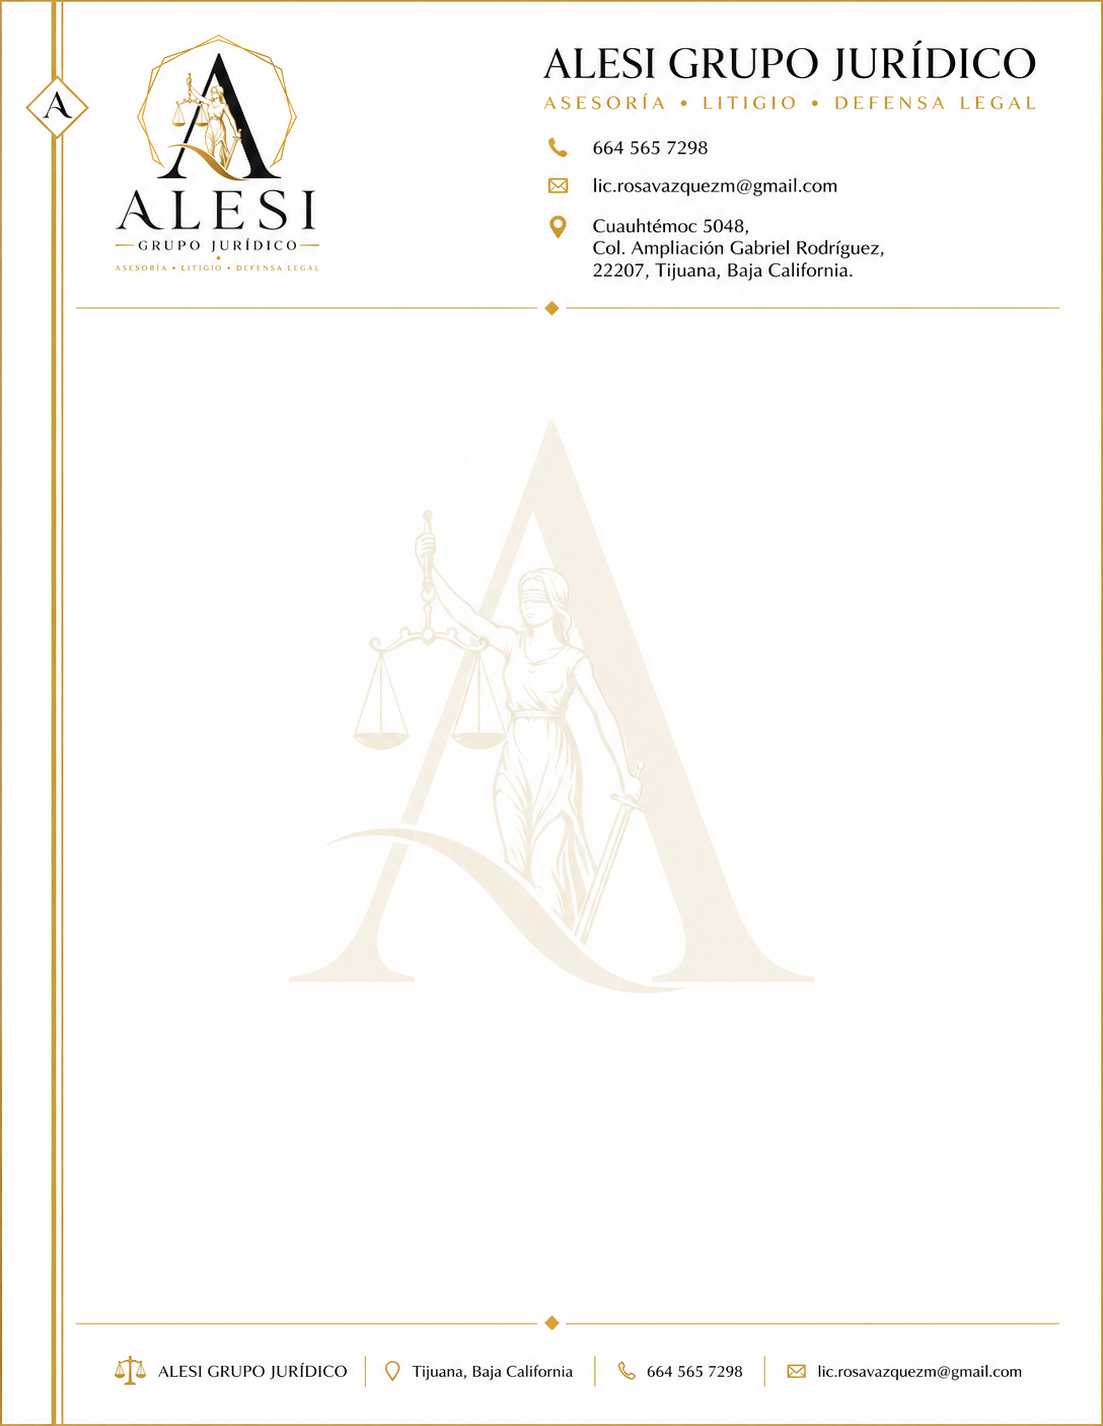 A
ALESI
GRUPO JURÍDICO
ASESORÍA • LITIGIO • DEFENSA LEGAL
ALESI GRUPO JURÍDICO
ASESORÍA • LITIGIO • DEFENSA LEGAL
664 565 7298
lic.rosavazquezm@gmail.com
Cuauhtémoc 5048,
Col. Ampliación Gabriel Rodríguez,
22207, Tijuana, Baja California.
A
ALESI GRUPO JURÍDICO
Tijuana, Baja California
664 565 7298
lic.rosavazquezm@gmail.com